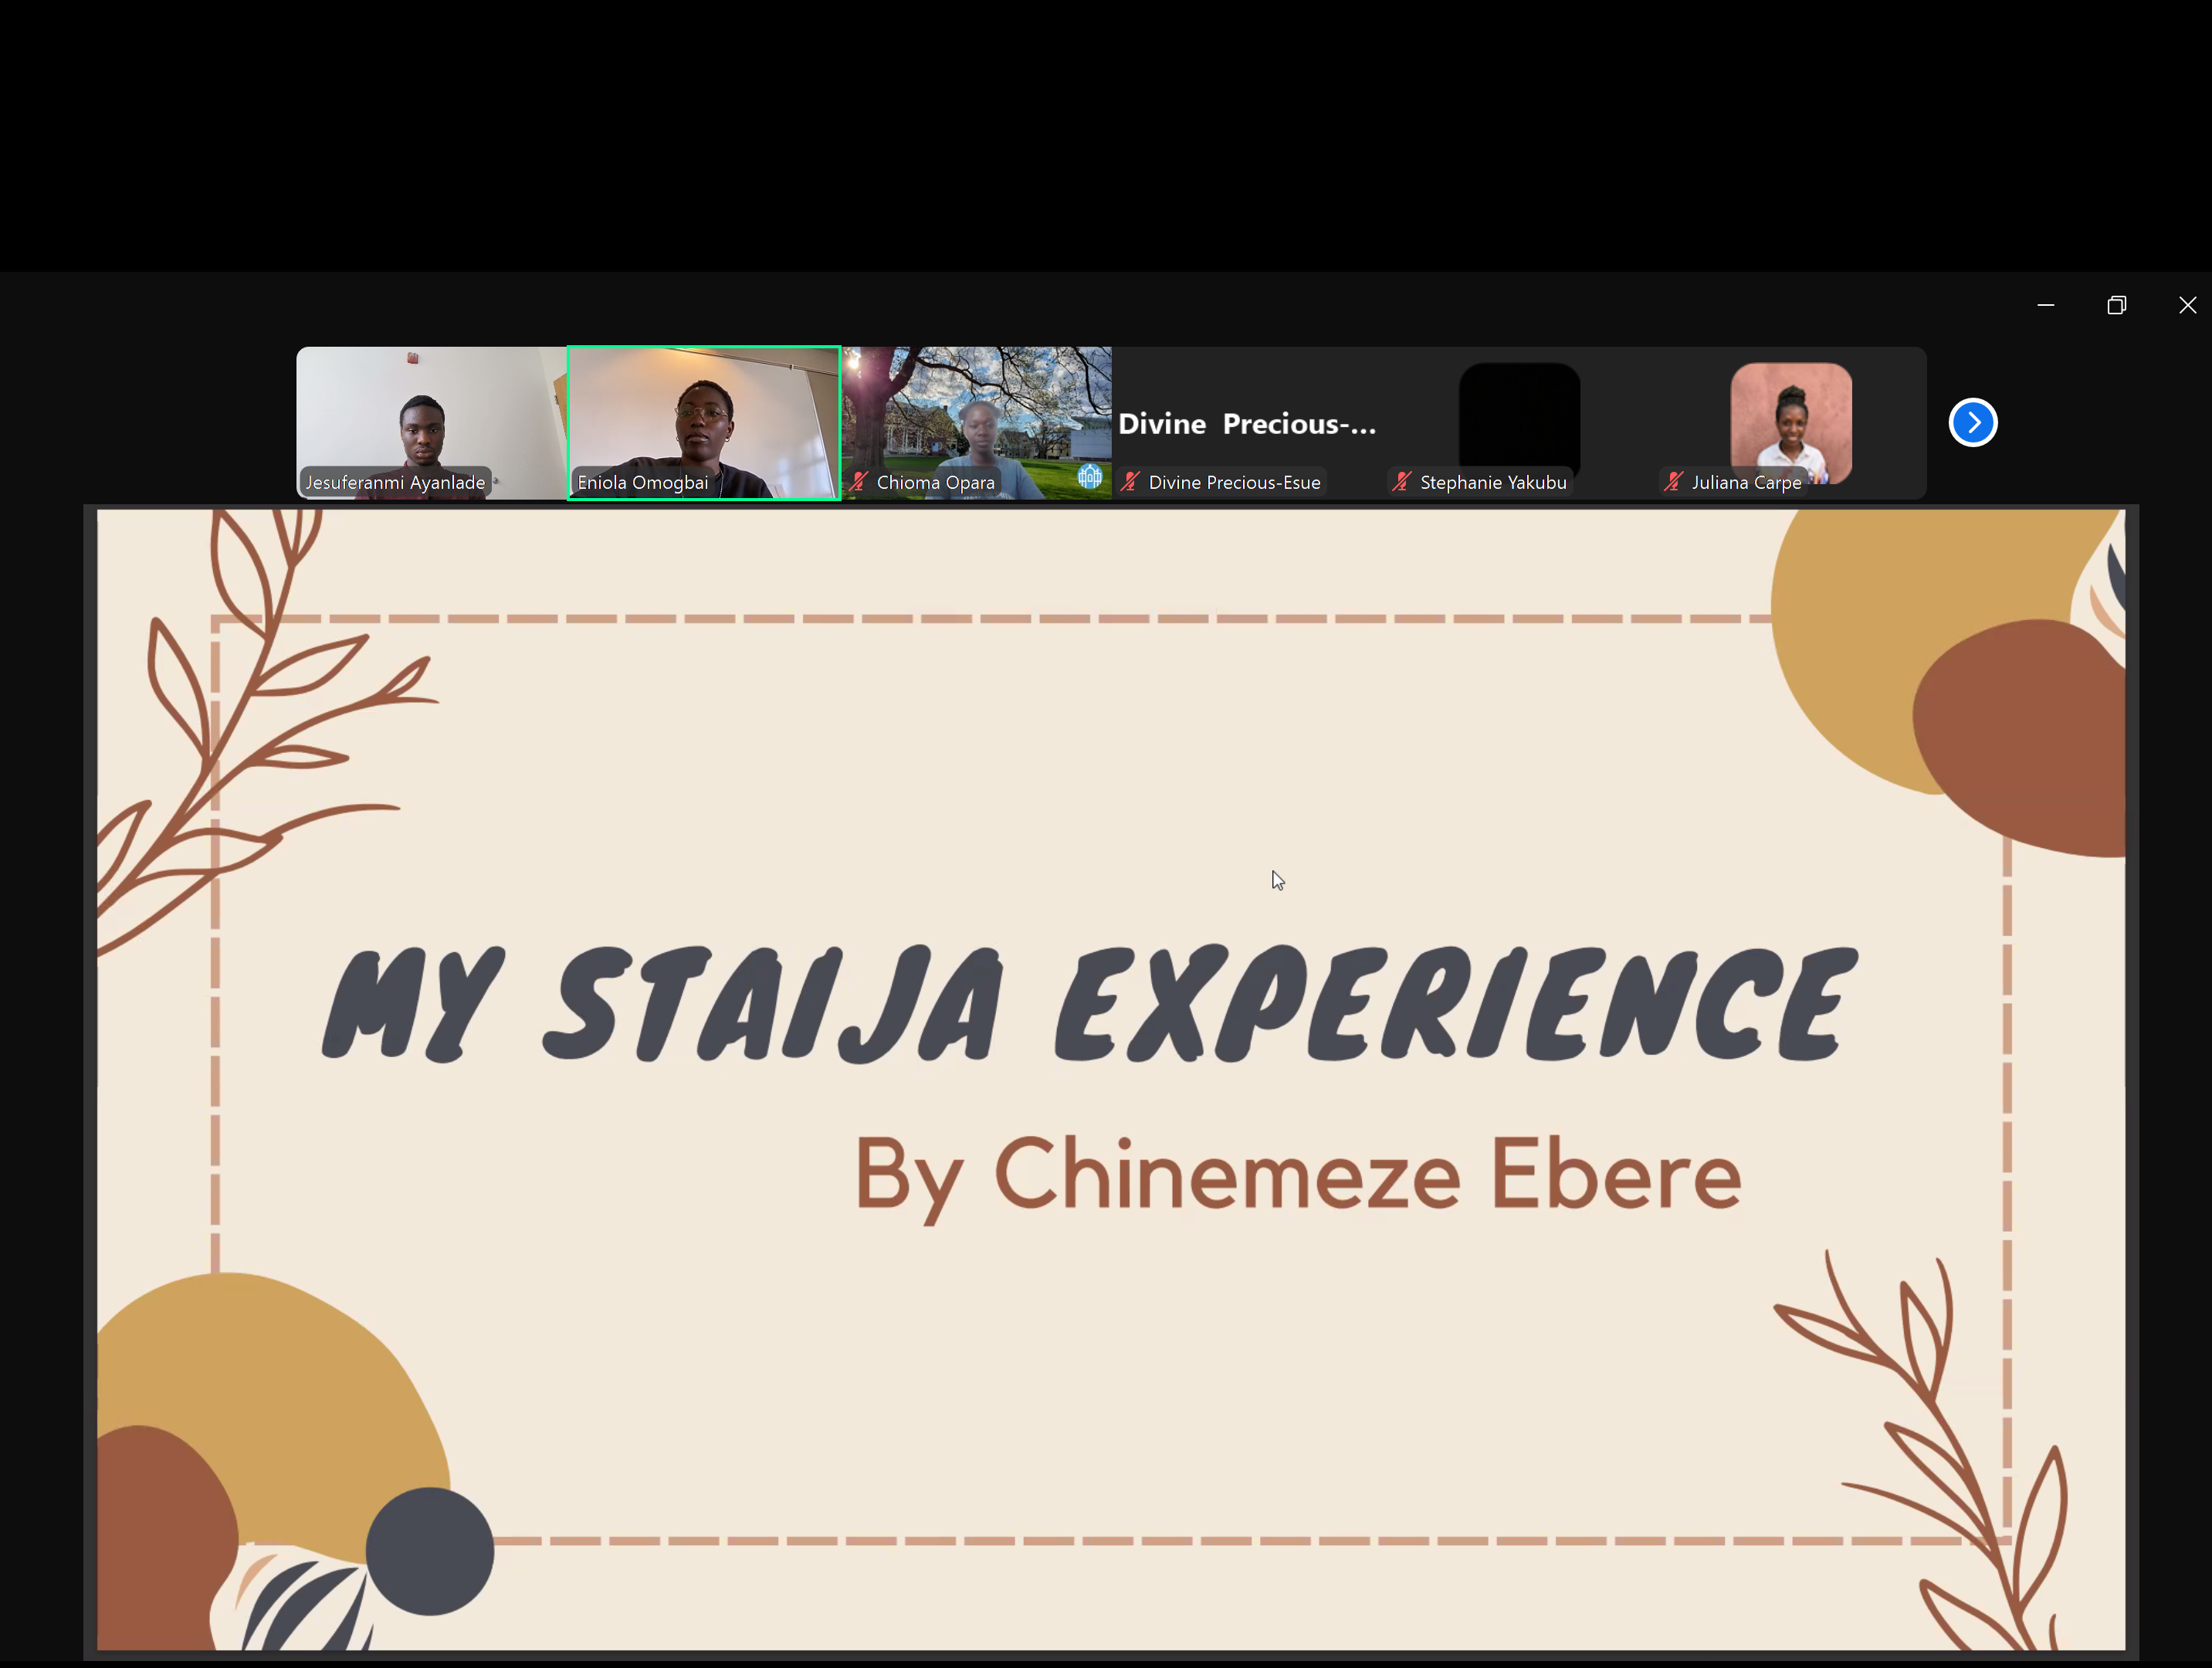 Jesuferanmi Ayanlade
Eniola Omogbai
Chioma Opara
Divine Precious-...
Divine Precious-Esue
Stephanie Yakubu
Juliana Carpe
MY STAIJA EXPERIENCE
By Chinemeze Ebere